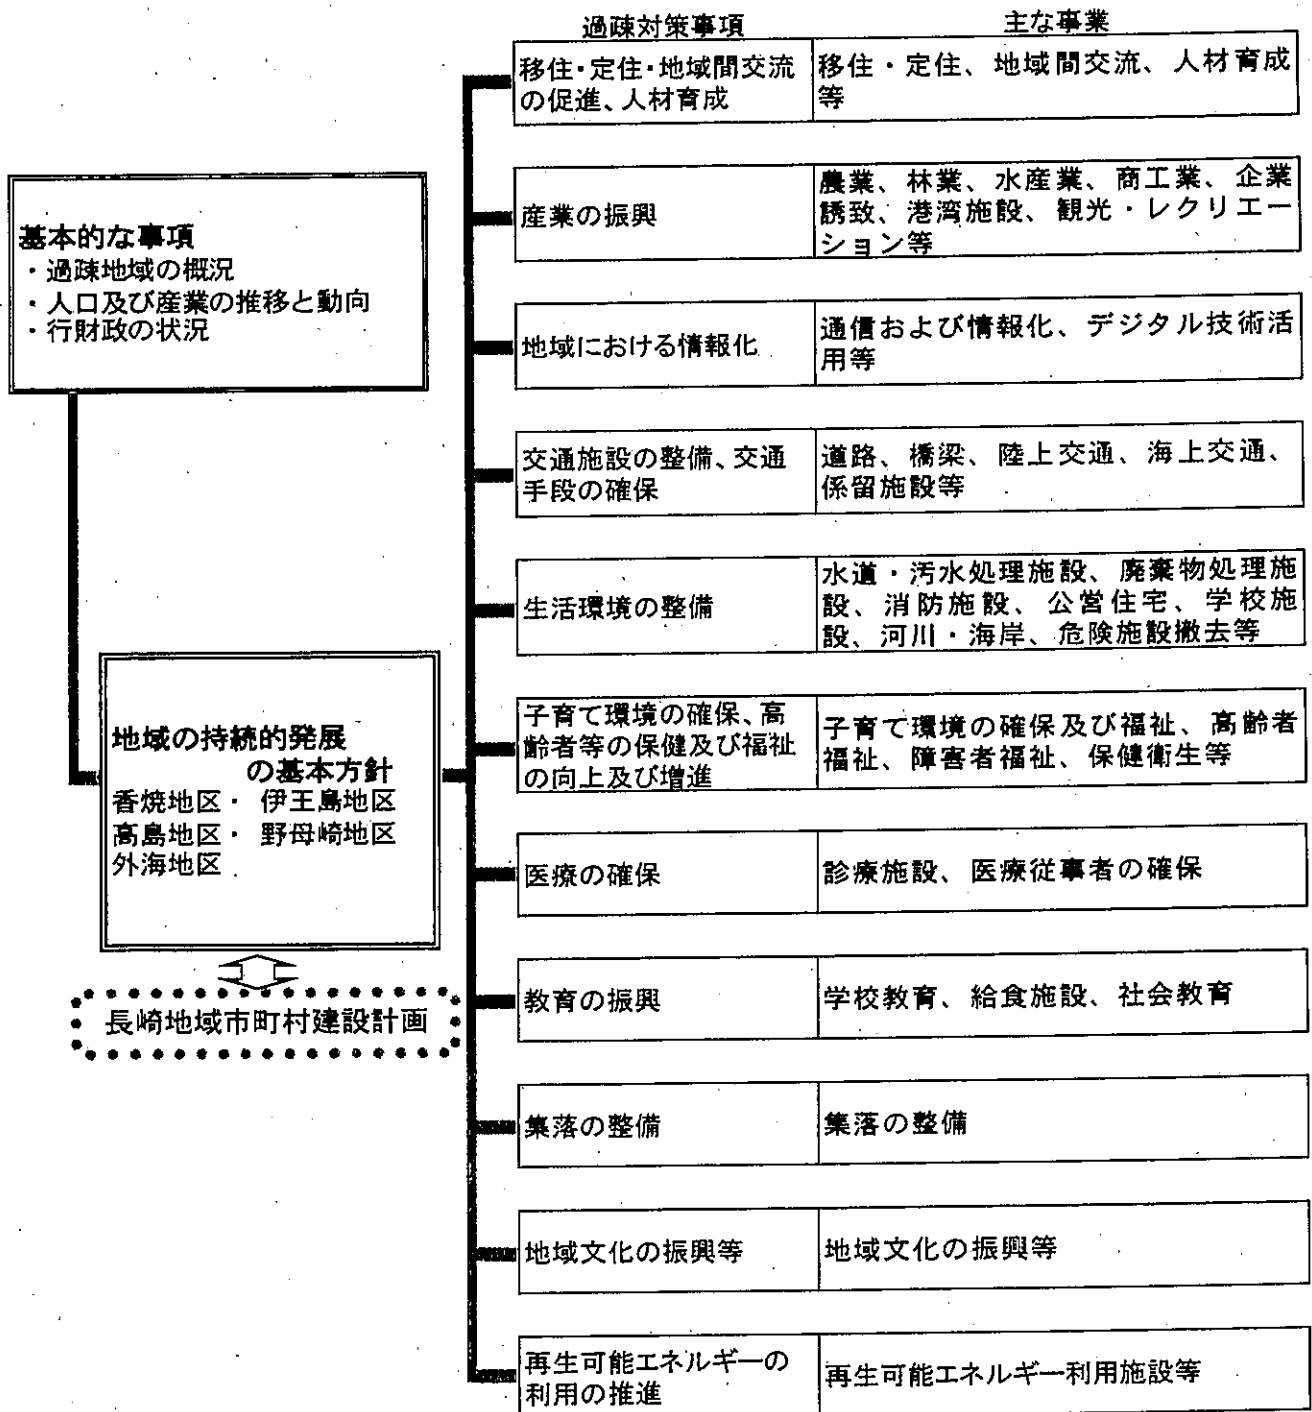 過疎対策事項
主な事業
移住・定住・地域間交流
の促進、人材育成
移住・定住、地域間交流、人材育成
等
産業の振興
農業、林業、水産業、商工業、企業
誘致、港湾施設、観光・レクリエー
ション等
地域における情報化
通信および情報化、デジタル技術活
用等
交通施設の整備、交通
手段の確保
道路、橋梁、陸上交通、海上交通、
係留施設等
生活環境の整備
水道・汚水処理施設、廃棄物処理施
設、消防施設、公営住宅、学校施
設、河川・海岸、危険施設撤去等
子育て環境の確保、高
齢者等の保健及び福祉
の向上及び増進
子育て環境の確保及び福祉、高齢者
福祉、障害者福祉、保健衛生等
医療の確保
診療施設、医療従事者の確保
教育の振興
学校教育、給食施設、社会教育
集落の整備
集落の整備
地域文化の振興等
地域文化の振興等
再生可能エネルギーの
利用の推進
再生可能エネルギー利用施設等
基本的な事項
・過疎地域の概況
・人口及び産業の推移と動向
・行財政の状況
地域の持続的発展
の基本方針
香焼地区・ 伊王島地区
高島地区・ 野母崎地区
外海地区
長崎地域市町村建設計画